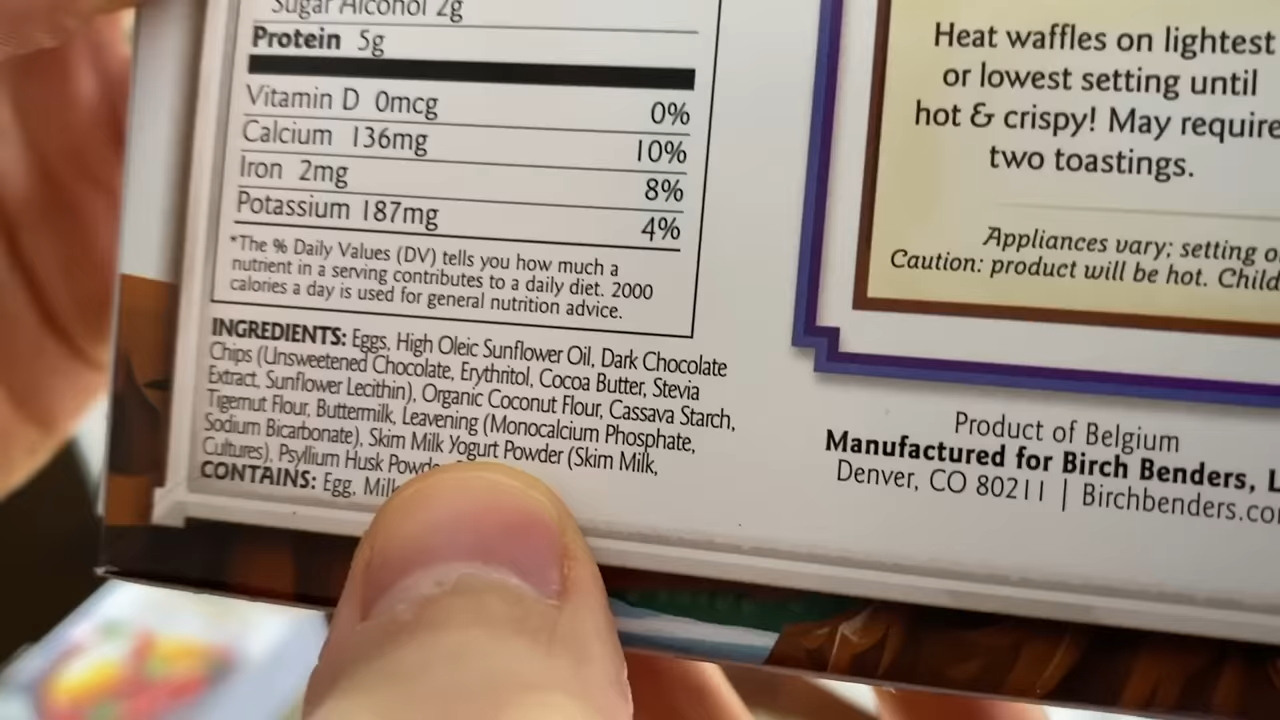 Sugar Alcohol 2g
Protein 5g
Vitamin D 0mcg 0%
Calcium 136mg 10%
Iron 2mg 8%
Potassium 187mg 4%
*The % Daily Values (DV) tells you how much a
nutrient in a serving contributes to a daily diet. 2000
calories a day is used for general nutrition advice.
INGREDIENTS: Eggs, High Oleic Sunflower Oil, Dark Chocolate
Chips (Unsweetened Chocolate, Erythritol, Cocoa Butter, Stevia
Extract, Sunflower Lecithin), Organic Coconut Flour, Cassava Starch,
Tigernut Flour, Buttermilk, Leavening (Monocalcium Phosphate,
Sodium Bicarbonate), Skim Milk Yogurt Powder (Skim Milk,
Cultures), Psyllium Husk
CONTAINS: Egg,
Heat waffles on lightest
or lowest setting until
hot & crispy! May require
two toastings.
Appliances vary; setting
Caution: product will be hot.
Product of Belgium
Manufactured for Birch Benders,
Denver, CO 80211 |